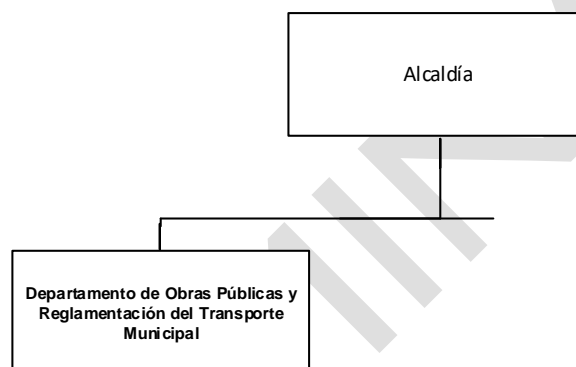 Alcaldía
Departamento de Obras Públicas y
Reglamentación del Transporte
Municipal